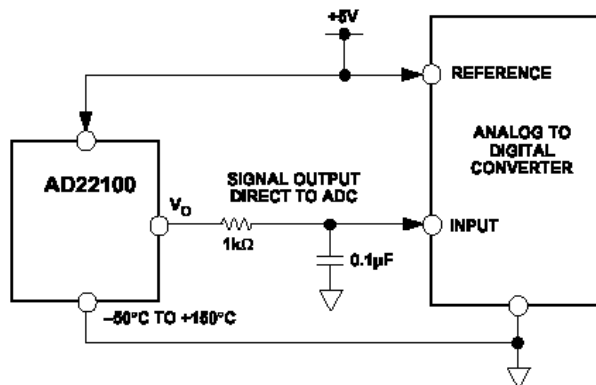 +5V
REFERENCE
ANALOG TO
DIGITAL
CONVERTER
AD22100
SIGNAL OUTPUT
DIRECT TO ADC
VO
INPUT
1kΩ
0.1µF
–50°C TO +150°C